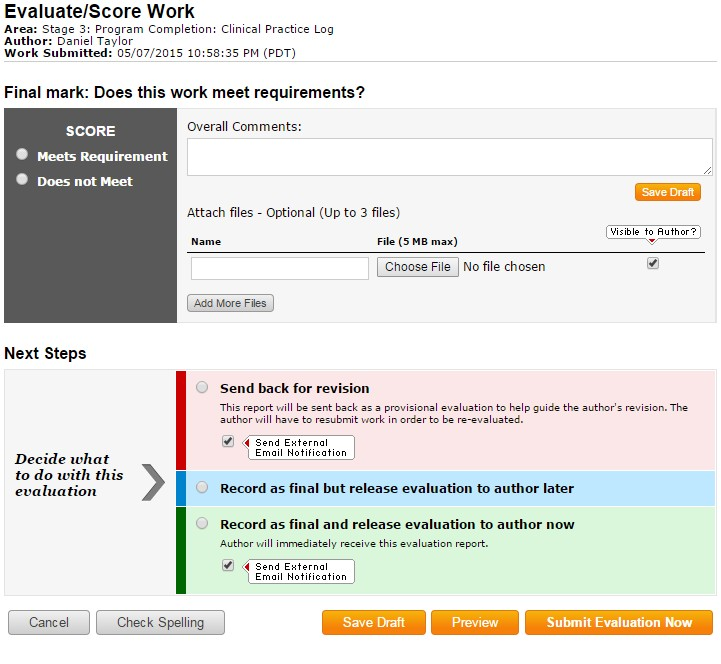 Evaluate/Score Work
Area: Stage 3: Program Completion: Clinical Practice Log
Author: Daniel Taylor
Work Submitted: 05/07/2015 10:58:35 PM (PDT)
Final mark: Does this work meet requirements?
SCORE
Meets Requirement
Does not Meet
Overall Comments:
Save Draft
Attach files - Optional (Up to 3 files)
Name
File (5 MB max)
Visible to Author?
Choose File No file chosen
Add More Files
Next Steps
Decide what
to do with this
evaluation
Send back for revision
This report will be sent back as a provisional evaluation to help guide the author's revision. The
author will have to resubmit work in order to be re-evaluated.
Send External
Email Notification
Record as final but release evaluation to author later
Record as final and release evaluation to author now
Author will immediately receive this evaluation report.
Send External
Email Notification
Cancel
Check Spelling
Save Draft
Preview
Submit Evaluation Now